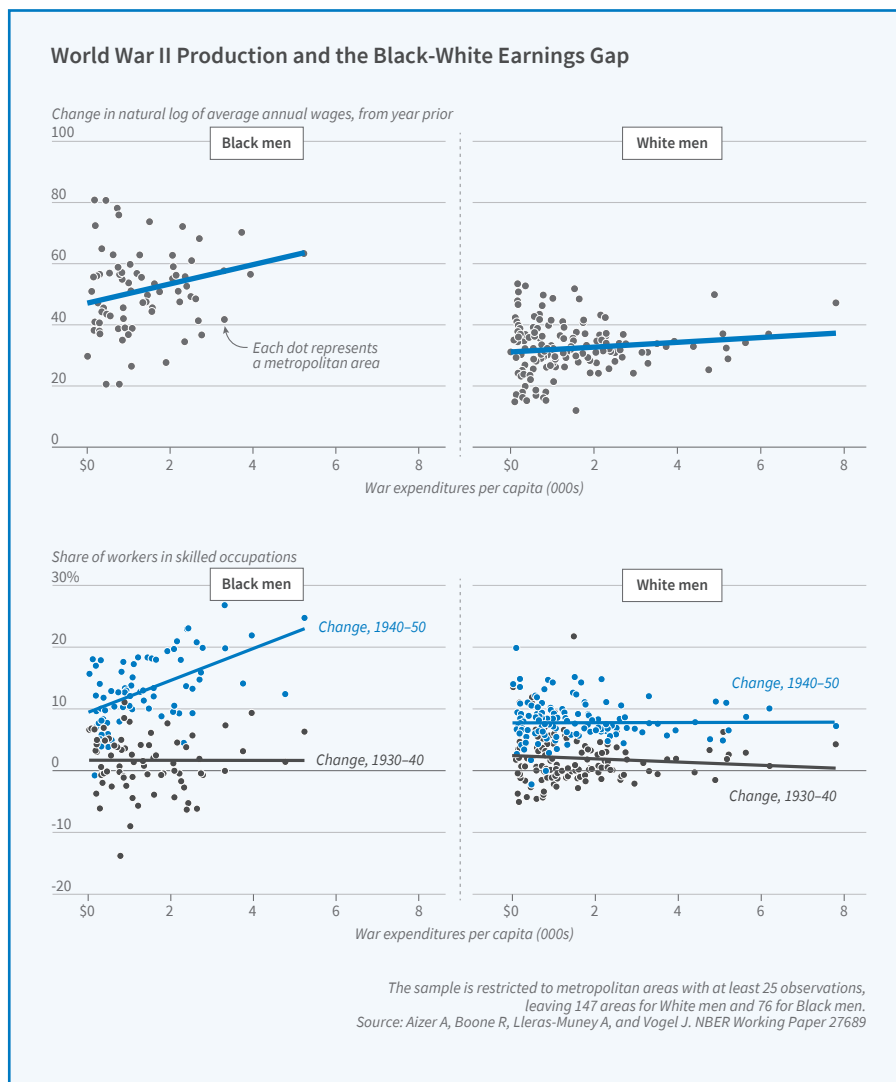 World War II Production and the Black-White Earnings Gap
Change in natural log of average annual wages, from year prior
100
Black men
White men
80
60
40
Each dot represents
a metropolitan area
20
0
$0 2 4 6 8
$0 2 4 6 8
War expenditures per capita (000s)
Share of workers in skilled occupations
30%
Black men
White men
Change, 1940–50
20
Change, 1940–50
10
Change, 1930–40
0
Change, 1930–40
-10
-20
$0 2 4 6 8
$0 2 4 6 8
War expenditures per capita (000s)
The sample is restricted to metropolitan areas with at least 25 observations,
leaving 147 areas for White men and 76 for Black men.
Source: Aizer A, Boone R, Lleras-Muney A, and Vogel J. NBER Working Paper 27689